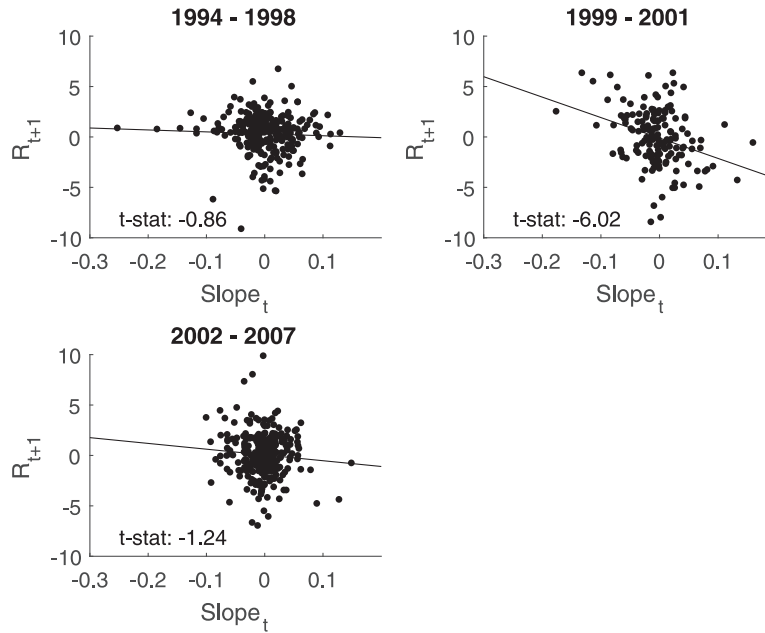 1994 - 1998
10
5
0
-5
-10
R_{t+1}
t-stat: -0.86
-0.3 -0.2 -0.1 0 0.1
Slope_t
1999 - 2001
10
5
0
-5
-10
R_{t+1}
t-stat: -6.02
-0.3 -0.2 -0.1 0 0.1
Slope_t
2002 - 2007
10
5
0
-5
-10
R_{t+1}
t-stat: -1.24
-0.3 -0.2 -0.1 0 0.1
Slope_t